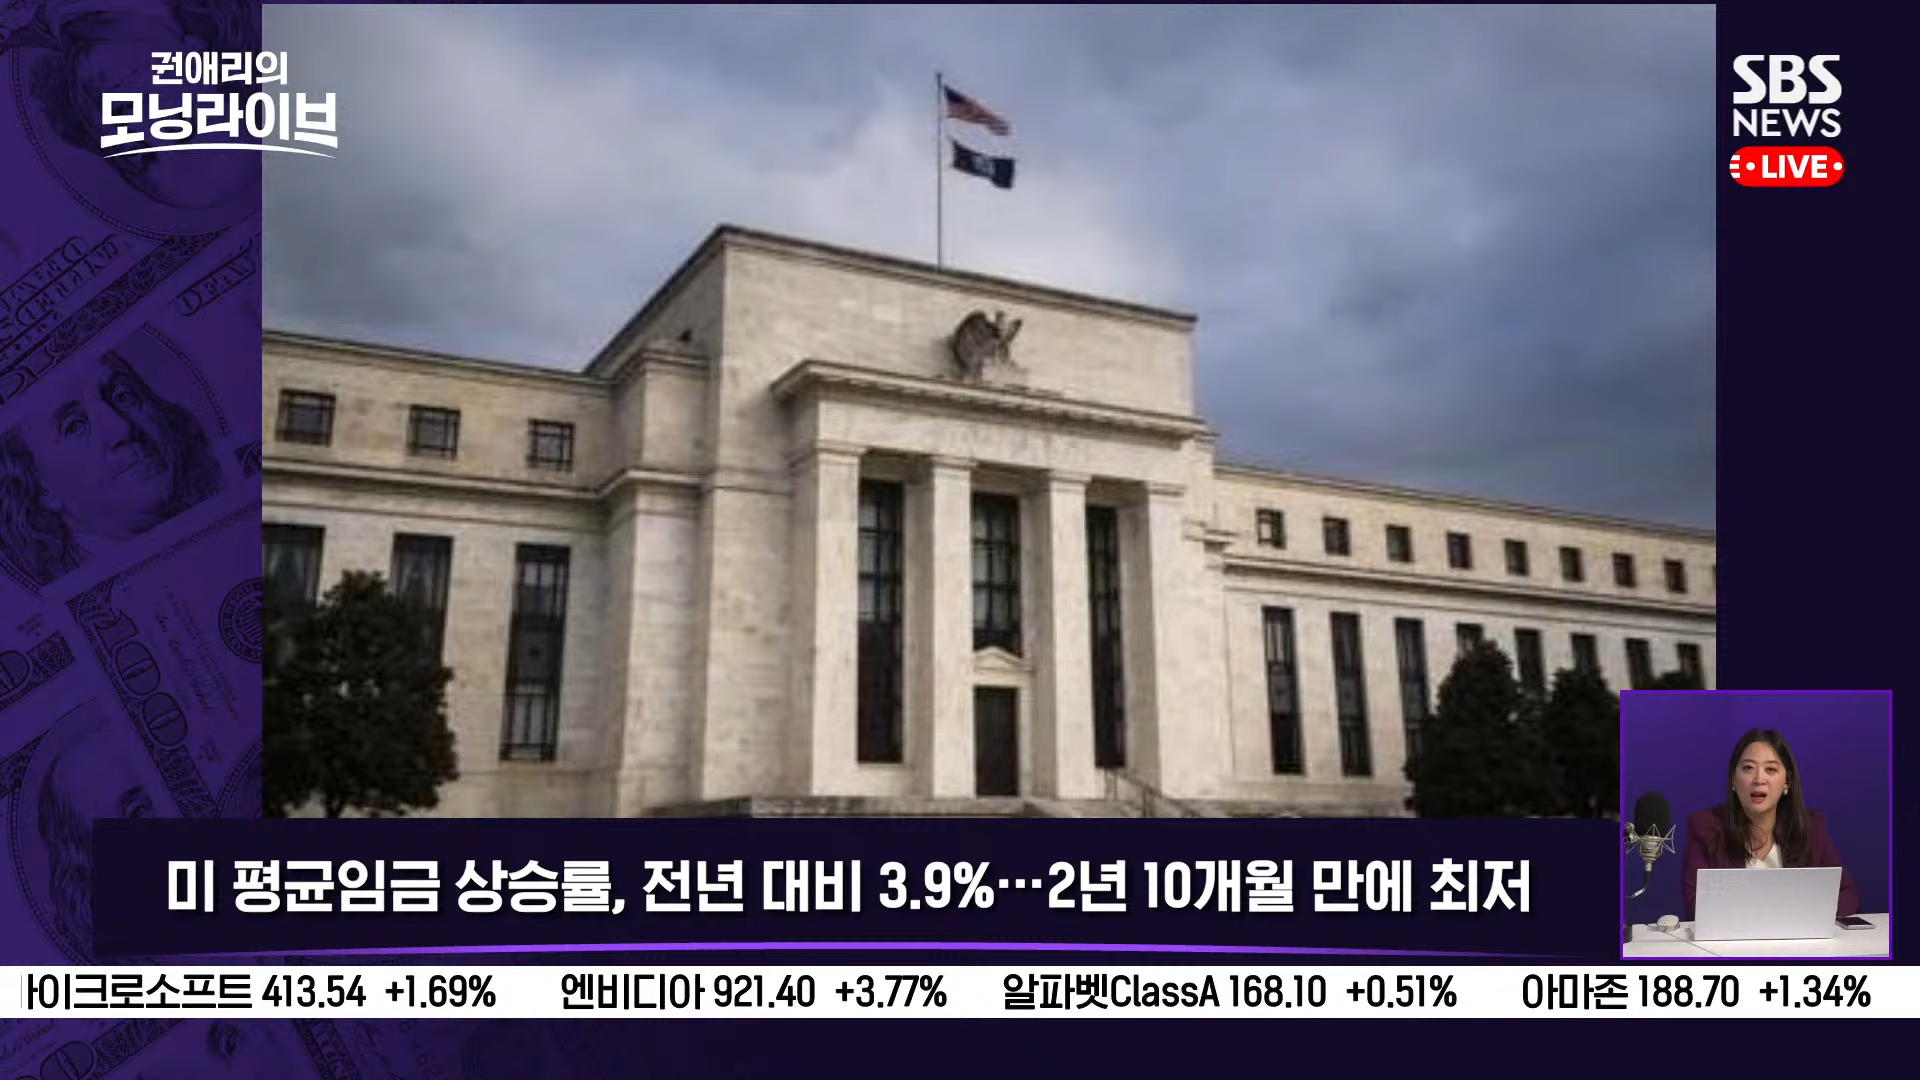 권애리의
모닝라이브
SBS
NEWS
LIVE
미 평균임금 상승률, 전년 대비 3.9%…2년 10개월 만에 최저
마이크로소프트 413.54 +1.69% 엔비디아 921.40 +3.77% 알파벳ClassA 168.10 +0.51% 아마존 188.70 +1.34%
100